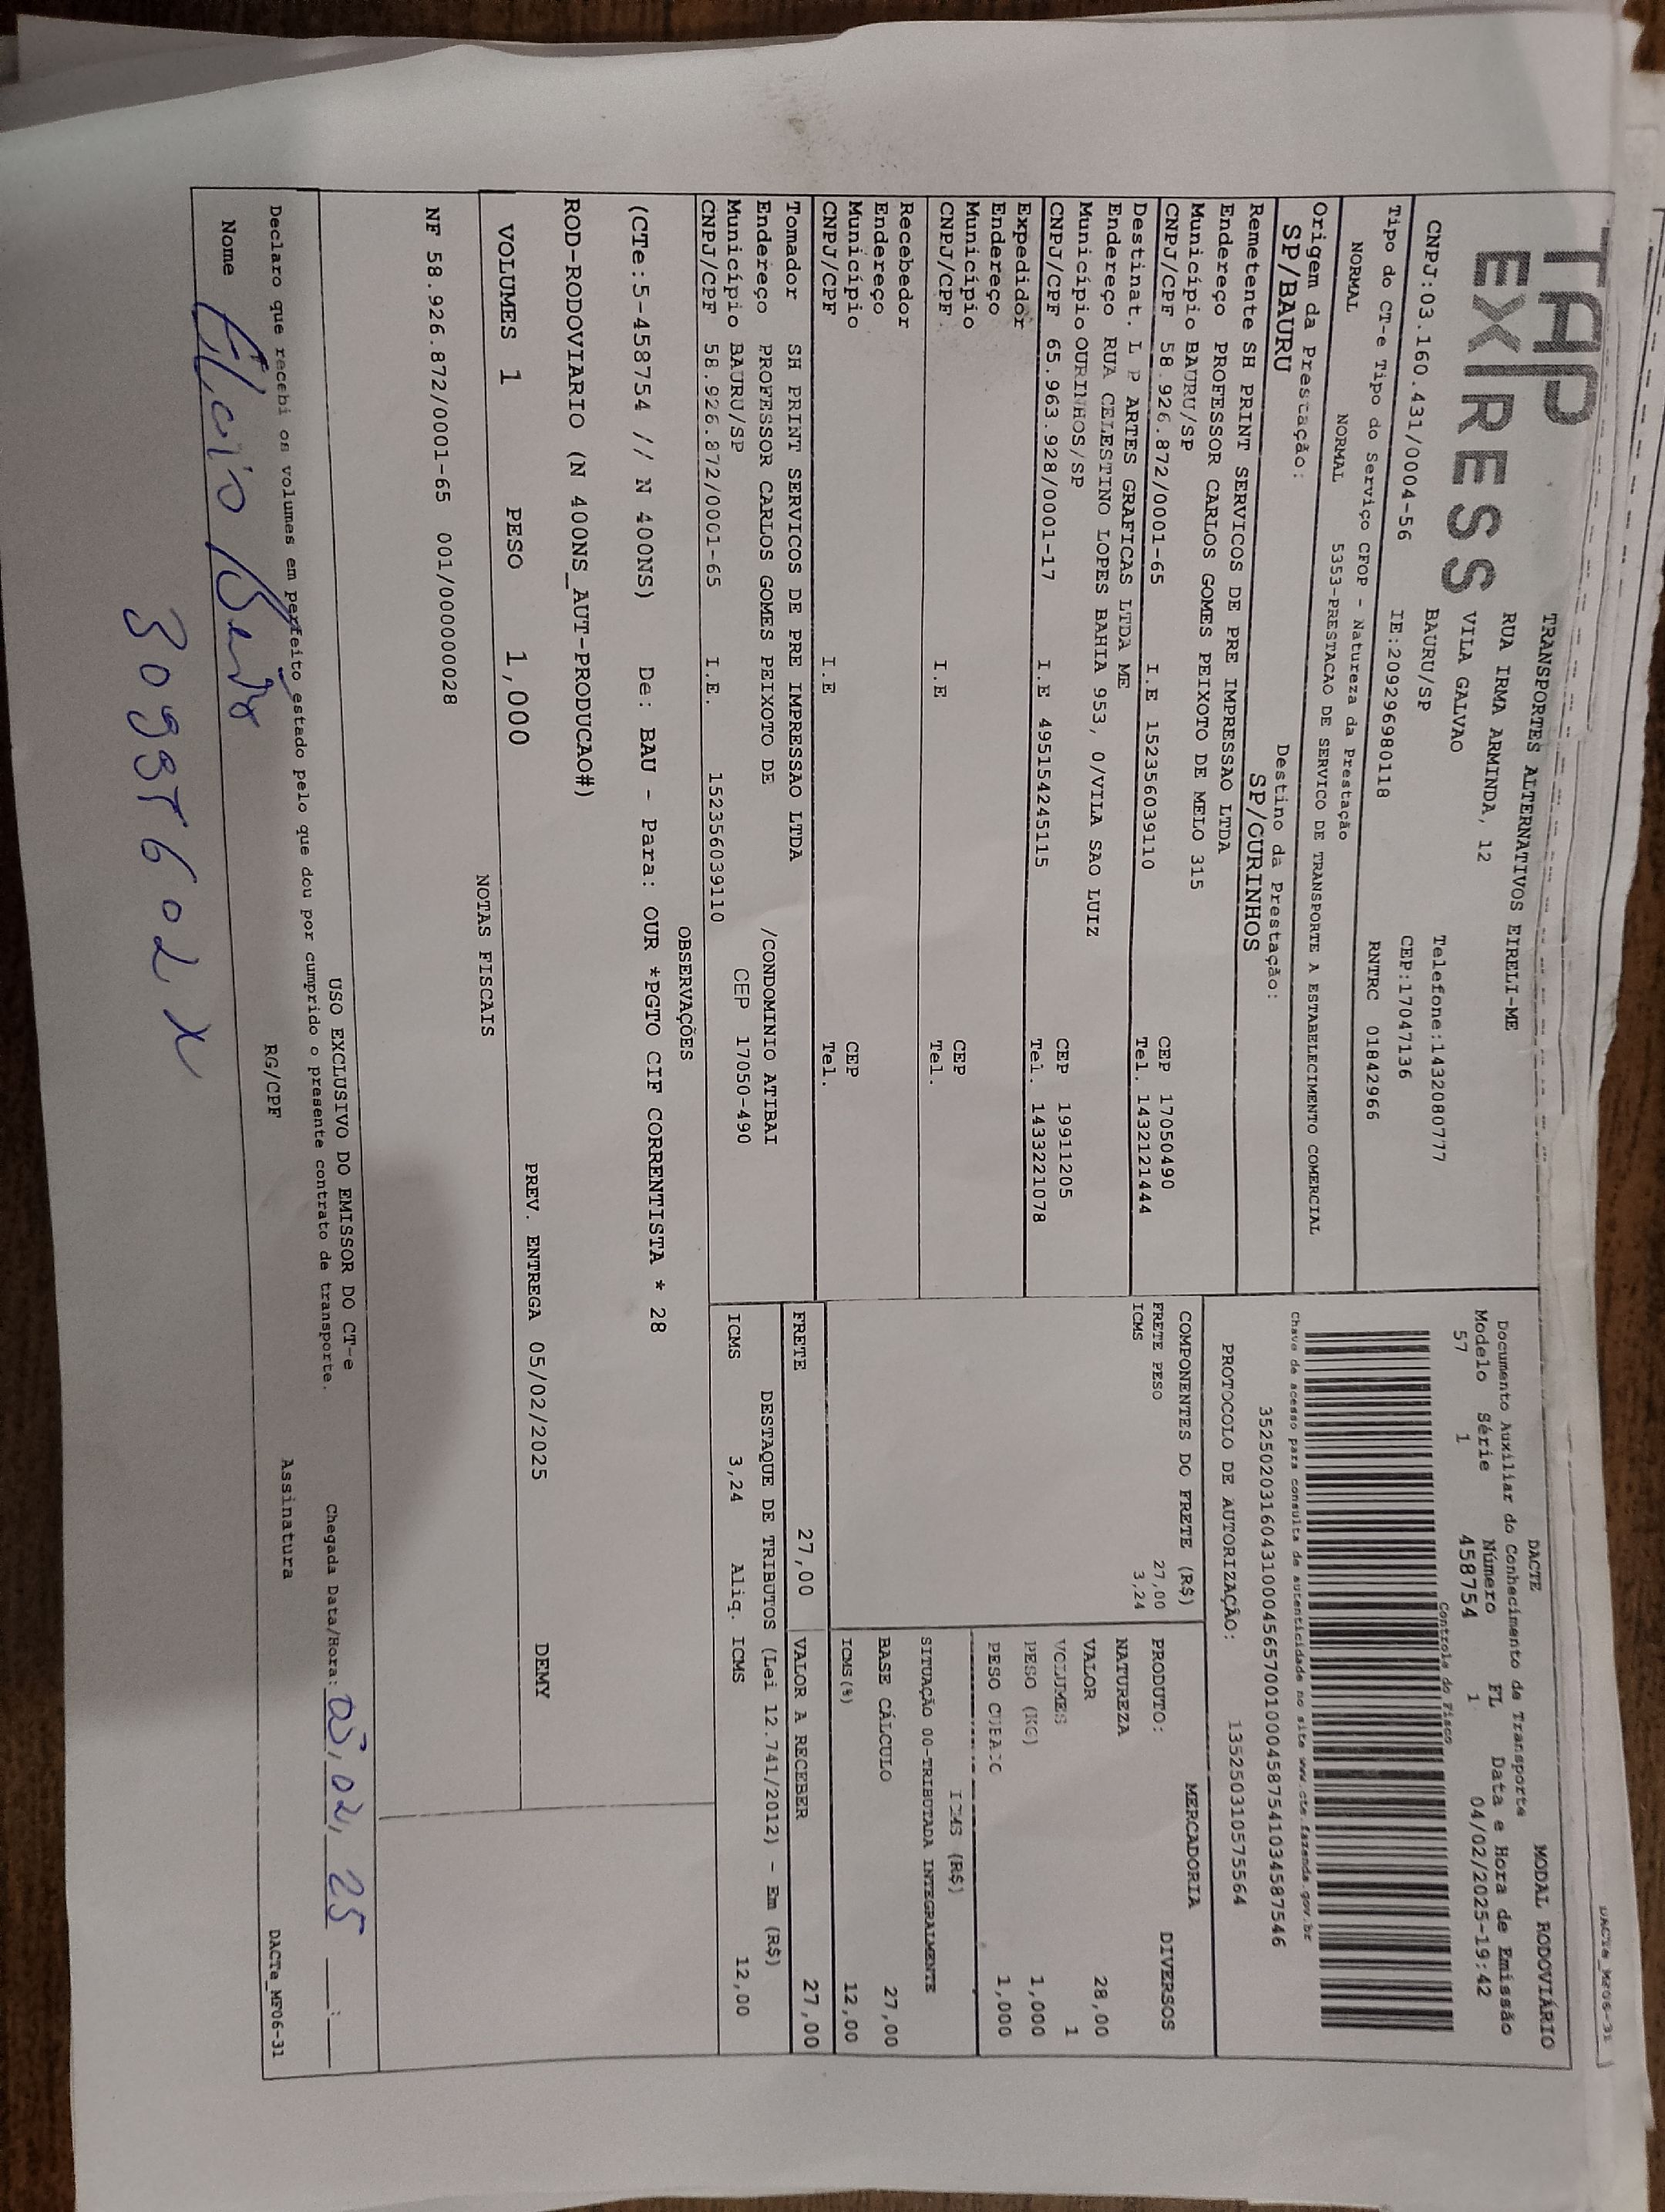 DACTe_MF06-31
TAP
EXPRESS
TRANSPORTES ALTERNATIVOS EIRELI-ME
RUA IRMA ARMINDA, 12
VILA GALVAO
BAURU/SP
Telefone:1432080777
CEP:17047136
CNPJ:03.160.431/0004-56
IE:209296980118
RNTRC 01842966
Tipo do CT-e Tipo do Serviço CFOP - Natureza da Prestação
NORMAL NORMAL 5353-PRESTACAO DE SERVICO DE TRANSPORTE A ESTABELECIMENTO COMERCIAL
Origem da Prestação: Destino da Prestação:
SP/BAURU SP/OURINHOS
DACTE MODAL RODOVIÁRIO
Documento Auxiliar do Conhecimento de Transporte
Modelo Série Número FL Data e Hora de Emissão
57 1 458754 1 04/02/2025-19:42
Controle do Fisco
Chave de acesso para consulta de autenticidade no site www.cte.fazenda.gov.br
35250203160431000456570010004587541034587546
PROTOCOLO DE AUTORIZAÇÃO: 135250310575564
Remetente SH PRINT SERVICOS DE PRE IMPRESSAO LTDA
Endereço PROFESSOR CARLOS GOMES PEIXOTO DE MELO 315
Município BAURU/SP CEP 17050490
CNPJ/CPF 58.926.872/0001-65 I.E 152356039110 Tel. 1432121444
Destinat. L P ARTES GRAFICAS LTDA ME
Endereço RUA CELESTINO LOPES BAHIA 953, 0/VILA SAO LUIZ
Município OURINHOS/SP CEP 19911205
CNPJ/CPF 65.963.928/0001-17 I.E 495154245115 Tel. 1433221078
Expedidor
Endereço
Município CEP
CNPJ/CPF I.E Tel.
Recebedor
Endereço
Município CEP
CNPJ/CPF I.E Tel.
Tomador SH PRINT SERVICOS DE PRE IMPRESSAO LTDA
Endereço PROFESSOR CARLOS GOMES PEIXOTO DE /CONDOMINIO ATIBAI
Município BAURU/SP CEP 17050-490
CNPJ/CPF 58.926.872/0001-65 I.E. 152356039110
COMPONENTES DO FRETE (R$)
FRETE PESO 27,00
ICMS 3,24
MERCADORIA
PRODUTO: DIVERSOS
NATUREZA
VALOR 28,00
VOLUMES 1
PESO (KG) 1,000
PESO CUBADO 1,000
ICMS (R$)
SITUAÇÃO 00-TRIBUTADA INTEGRALMENTE
BASE CÁLCULO 27,00
ICMS(%) 12,00
FRETE 27,00 VALOR A RECEBER 27,00
DESTAQUE DE TRIBUTOS (Lei 12.741/2012) - Em (R$)
ICMS 3,24 Aliq. ICMS 12,00
OBSERVAÇÕES
(CTe:5-458754 // N 400NS) De: BAU - Para: OUR *PGTO CIF CORRENTISTA * 28
ROD-RODOVIARIO (N 400NS_AUT-PRODUCAO#)
VOLUMES 1 PESO 1,000 PREV. ENTREGA 05/02/2025 DEMY
NOTAS FISCAIS
NF 58.926.872/0001-65 001/000000028
USO EXCLUSIVO DO EMISSOR DO CT-e Chegada Data/Hora: 05, 02, 25 :
Declaro que recebi os volumes em perfeito estado pelo que dou por cumprido o presente contrato de transporte.
Nome RG/CPF Assinatura
DACTe_MF06-31